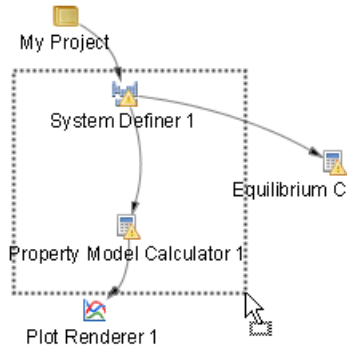 My Project
System Definer 1
Equilibrium C
Property Model Calculator 1
Plot Renderer 1